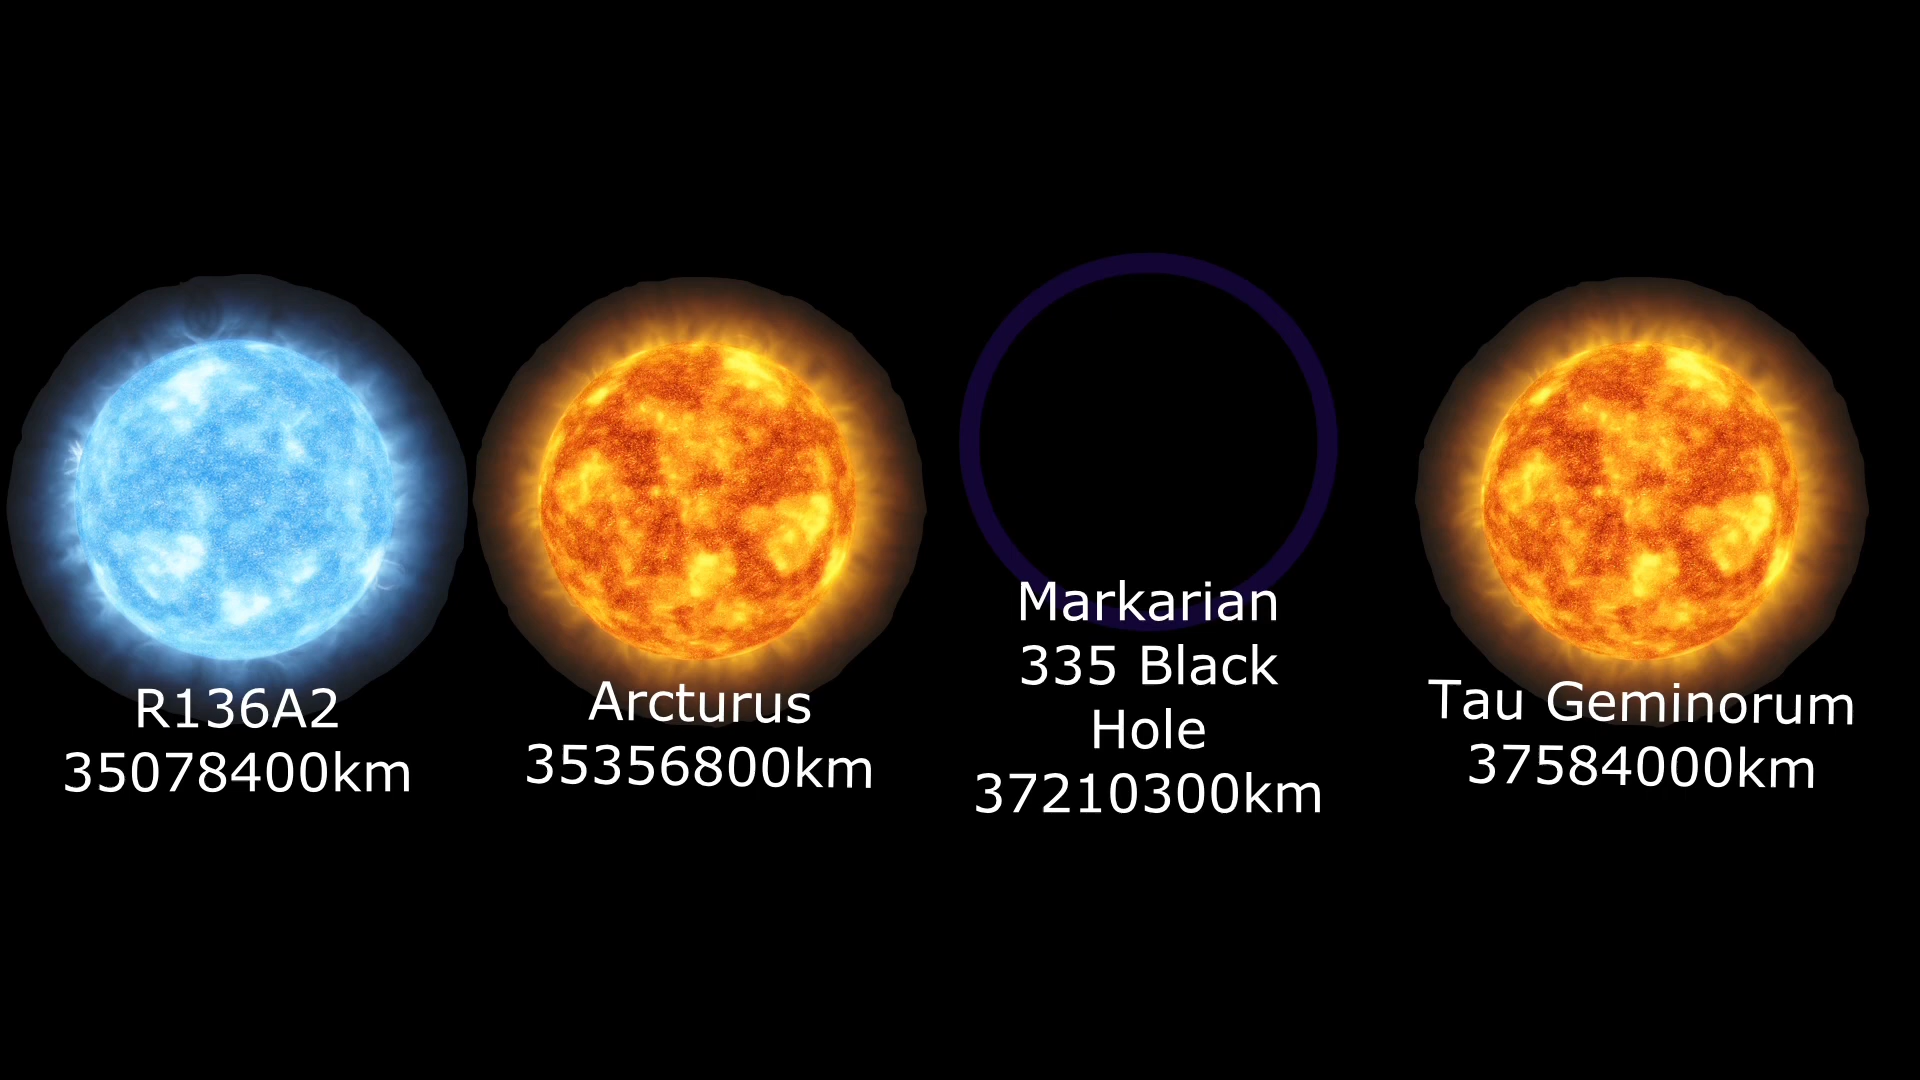 R136A2
35078400km
Arcturus
35356800km
Markarian
335 Black
Hole
37210300km
Tau Geminorum
37584000km